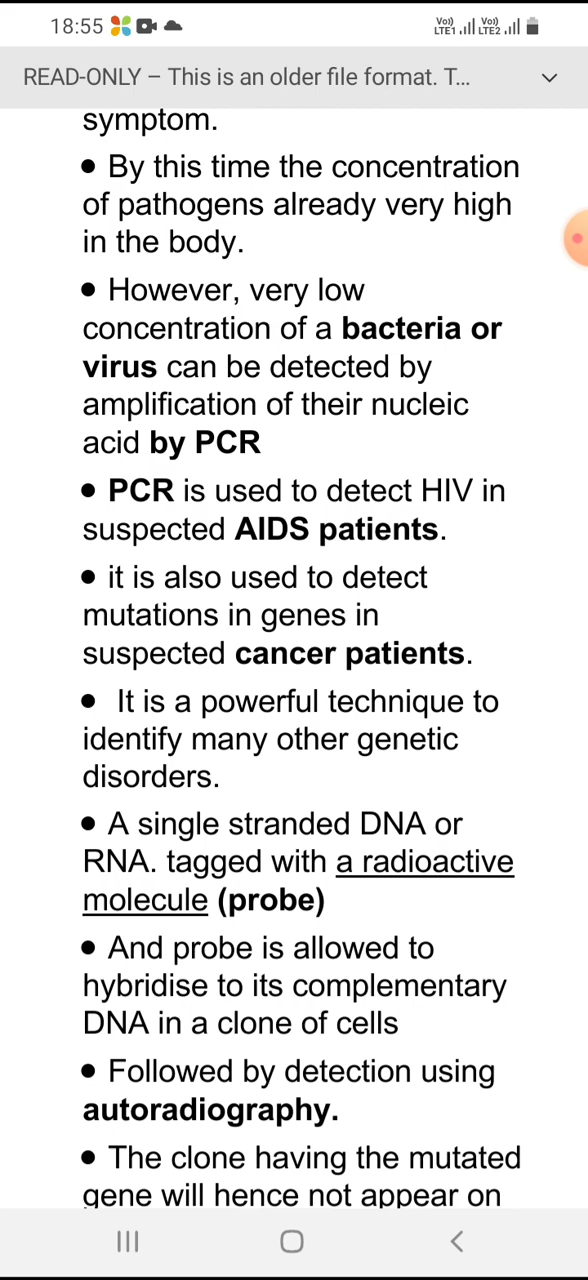 18:55
Vo)) LTE1 Vo)) LTE2
READ-ONLY – This is an older file format. T...
symptom.
• By this time the concentration
of pathogens already very high
in the body.
• However, very low
concentration of a bacteria or
virus can be detected by
amplification of their nucleic
acid by PCR
• PCR is used to detect HIV in
suspected AIDS patients.
• it is also used to detect
mutations in genes in
suspected cancer patients.
• It is a powerful technique to
identify many other genetic
disorders.
• A single stranded DNA or
RNA. tagged with a radioactive
molecule (probe)
• And probe is allowed to
hybridise to its complementary
DNA in a clone of cells
• Followed by detection using
autoradiography.
• The clone having the mutated
gene will hence not appear on